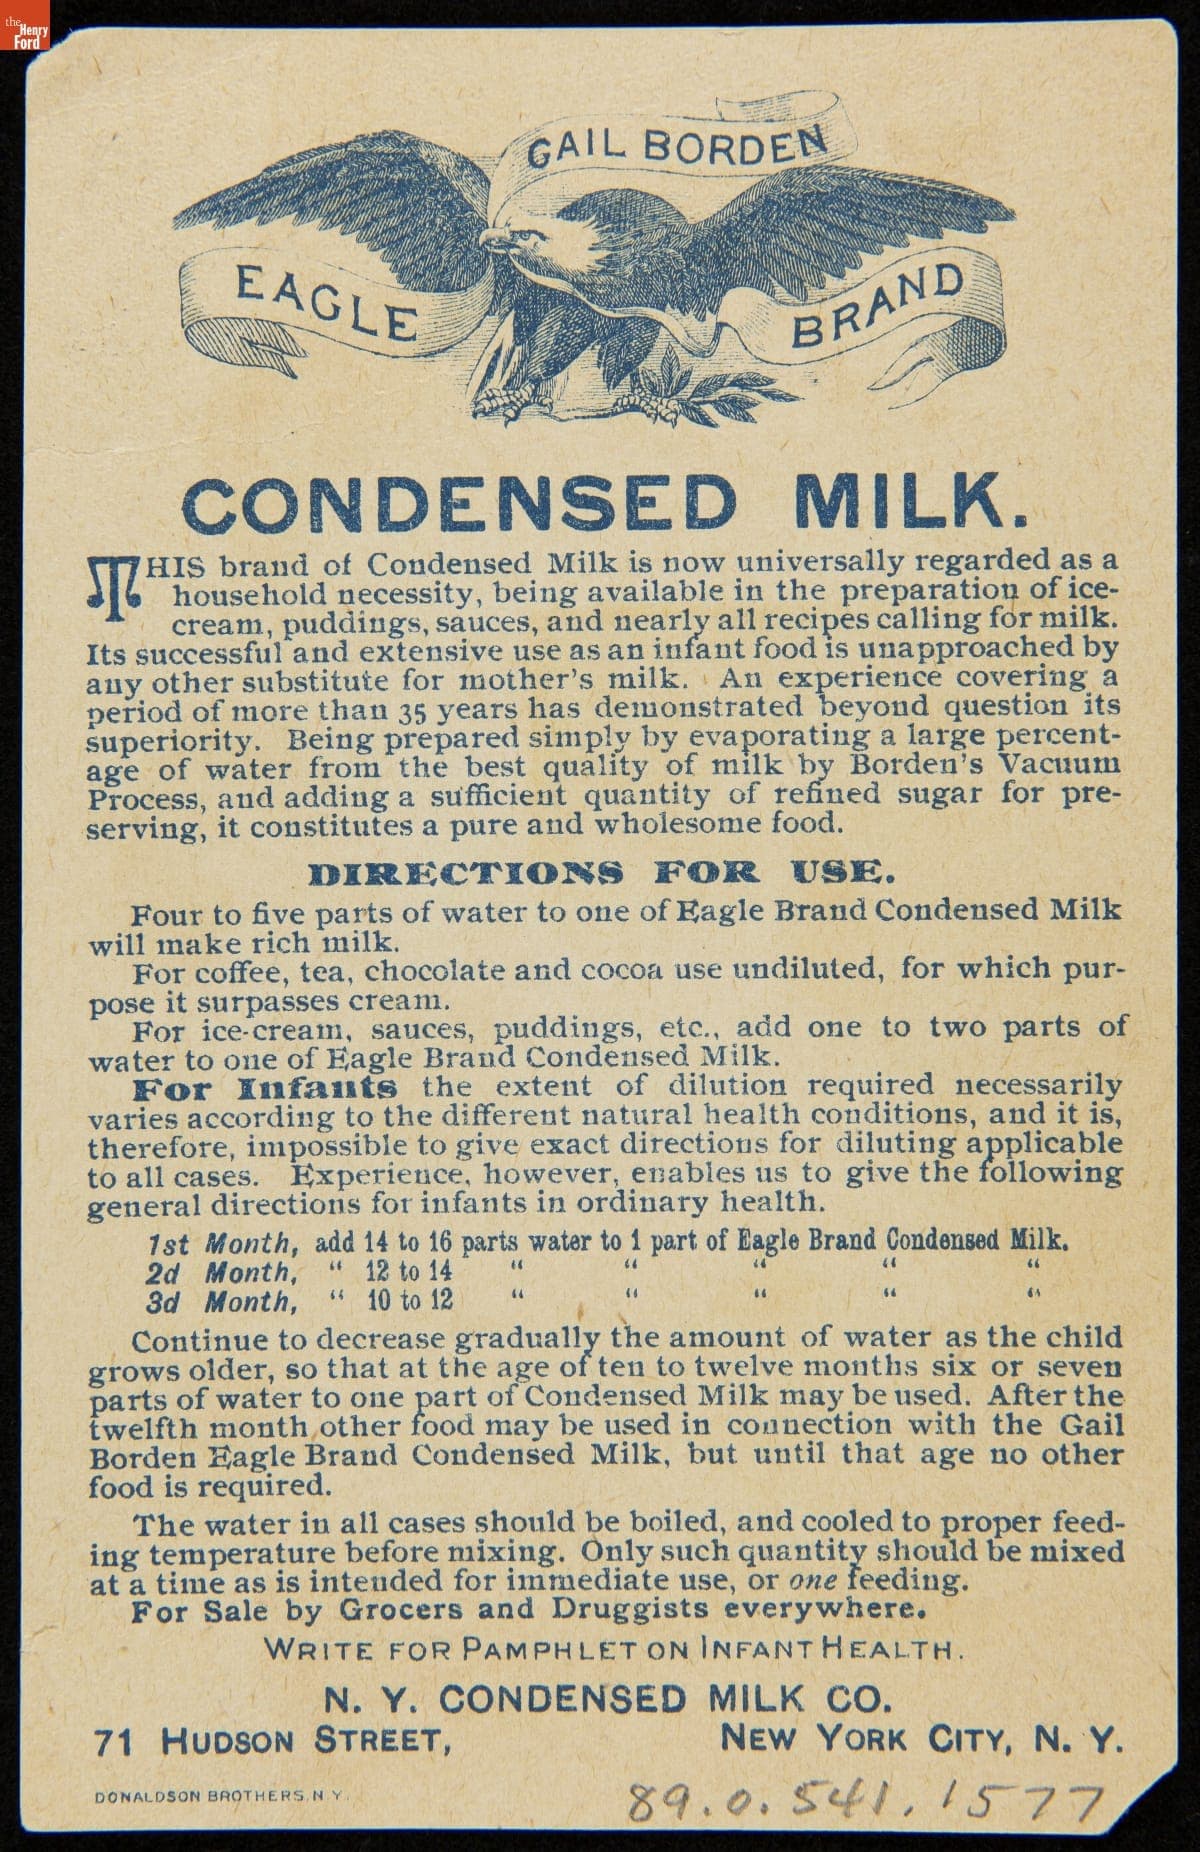 the
Henry
Ford
GAIL BORDEN
EAGLE
BRAND
CONDENSED MILK.
THIS brand of Condensed Milk is now universally regarded as a
household necessity, being available in the preparation of ice-
cream, puddings, sauces, and nearly all recipes calling for milk.
Its successful and extensive use as an infant food is unapproached by
any other substitute for mother's milk. An experience covering a
period of more than 35 years has demonstrated beyond question its
superiority. Being prepared simply by evaporating a large percent-
age of water from the best quality of milk by Borden's Vacuum
Process, and adding a sufficient quantity of refined sugar for pre-
serving, it constitutes a pure and wholesome food.
DIRECTIONS FOR USE.
Four to five parts of water to one of Eagle Brand Condensed Milk
will make rich milk.
For coffee, tea, chocolate and cocoa use undiluted, for which pur-
pose it surpasses cream.
For ice-cream, sauces, puddings, etc., add one to two parts of
water to one of Eagle Brand Condensed Milk.
For Infants the extent of dilution required necessarily
varies according to the different natural health conditions, and it is,
therefore, impossible to give exact directions for diluting applicable
to all cases. Experience, however, enables us to give the following
general directions for infants in ordinary health.
1st Month, add 14 to 16 parts water to 1 part of Eagle Brand Condensed Milk.
2d Month, " 12 to 14 " " " " "
3d Month, " 10 to 12 " " " " "
Continue to decrease gradually the amount of water as the child
grows older, so that at the age of ten to twelve months six or seven
parts of water to one part of Condensed Milk may be used. After the
twelfth month other food may be used in connection with the Gail
Borden Eagle Brand Condensed Milk, but until that age no other
food is required.
The water in all cases should be boiled, and cooled to proper feed-
ing temperature before mixing. Only such quantity should be mixed
at a time as is intended for immediate use, or one feeding.
For Sale by Grocers and Druggists everywhere.
WRITE FOR PAMPHLET ON INFANT HEALTH.
N. Y. CONDENSED MILK CO.
71 HUDSON STREET, NEW YORK CITY, N. Y.
DONALDSON BROTHERS, N.Y.
89.0.541.1577